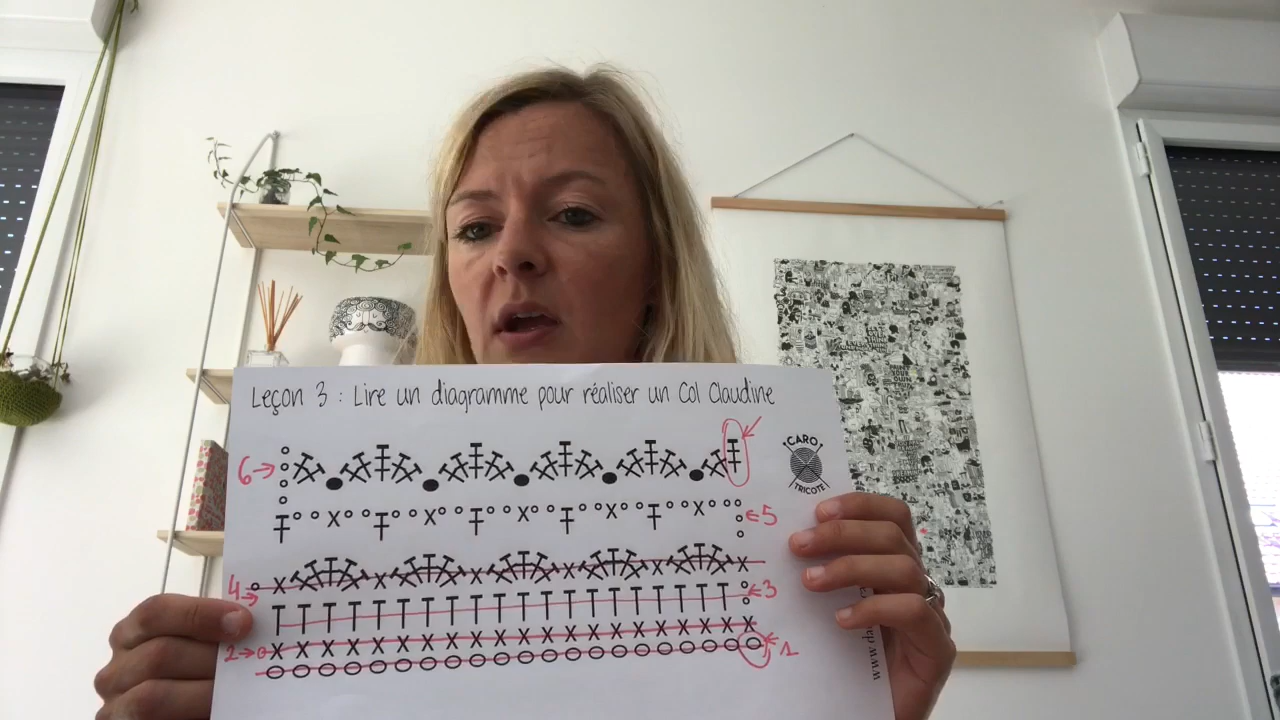 Leçon 3 : Lire un diagramme pour réaliser un Col Claudine
CARO
TRICOTE
6
5
4
3
2
1